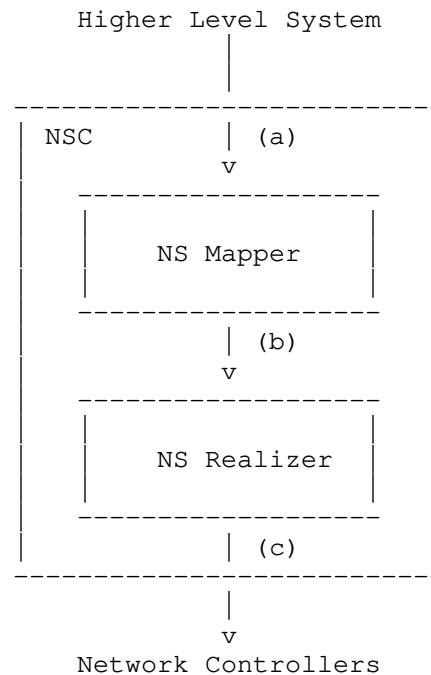 Higher Level System
NSC (a)
NS Mapper
(b)
NS Realizer
(c)
Network Controllers